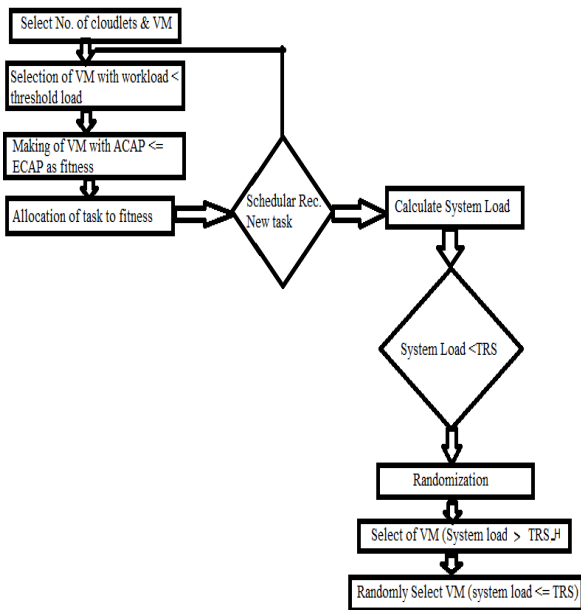 Select No. of cloudlets & VM
Selection of VM with workload <
threshold load
Making of VM with ACAP <=
ECAP as fitness
Allocation of task to fitness
Schedular Rec.
New task
Calculate System Load
System Load <TRS
Randomization
Select of VM (System load > TRS
Randomly Select VM (system load <= TRS)